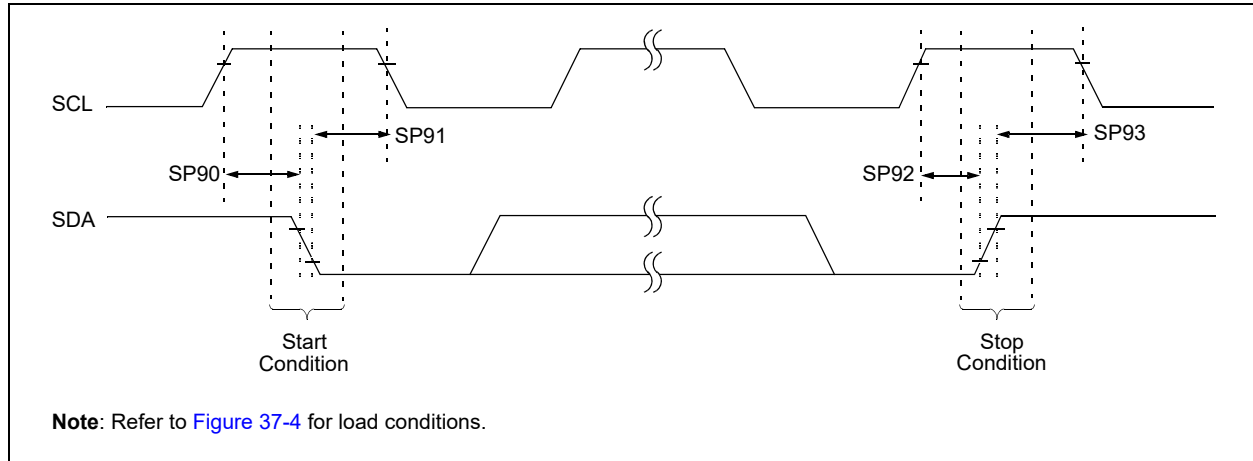 SCL
SP91
SP93
SP90
SP92
SDA
Start
Condition
Stop
Condition
Note: Refer to Figure 37-4 for load conditions.